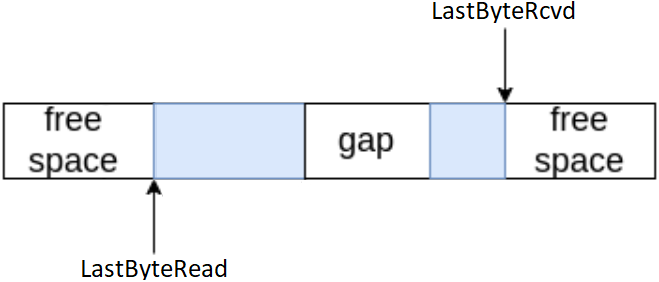 LastByteRcvd
free
space
gap
free
space
LastByteRead